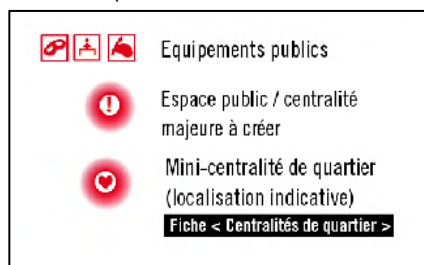 Equipements publics
Espace public / centralité
majeure à créer
Mini-centralité de quartier
(localisation indicative)
Fiche < Centralités de quartier >